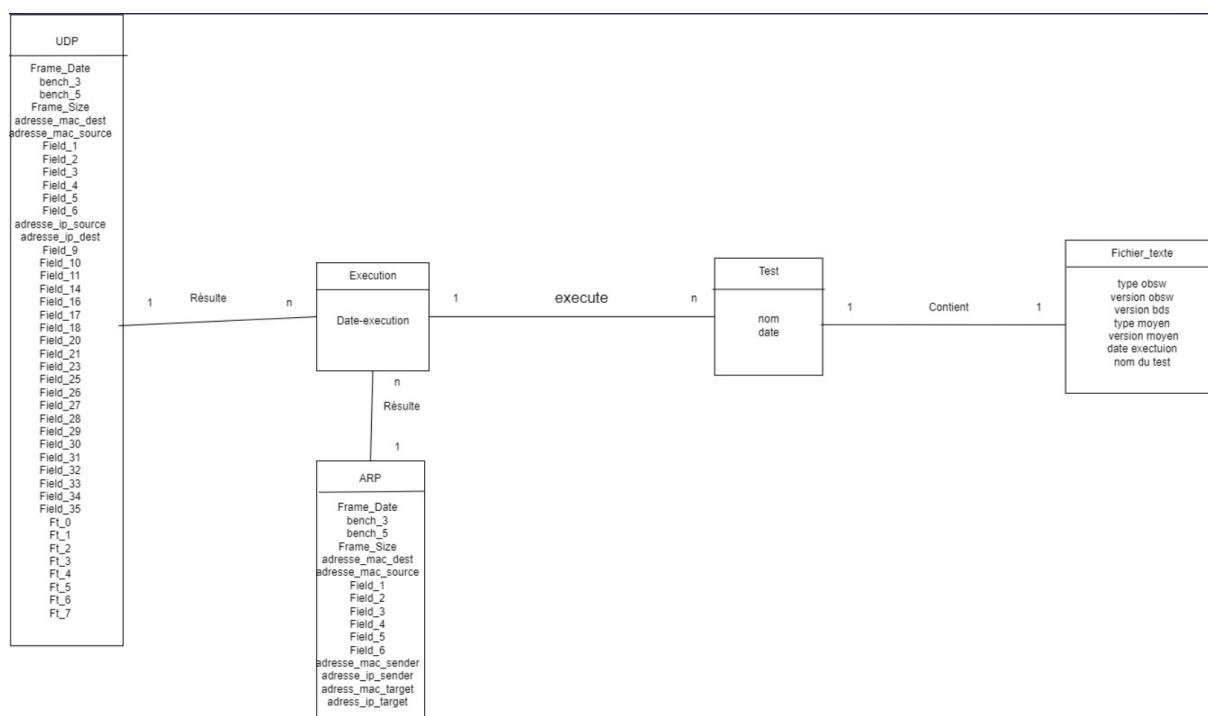 UDP
Frame_Date
bench_3
bench_5
Frame_Size
adresse_mac_dest
adresse_mac_source
Field_1
Field_2
Field_3
Field_4
Field_5
Field_6
adresse_ip_source
adresse_ip_dest
Field_9
Field_10
Field_11
Field_14
Field_16
Field_17
Field_18
Field_20
Field_21
Field_23
Field_25
Field_26
Field_27
Field_28
Field_29
Field_30
Field_31
Field_32
Field_33
Field_34
Field_35
Ft_0
Ft_1
Ft_2
Ft_3
Ft_4
Ft_5
Ft_6
Ft_7
1 Résulte n
Execution
Date-execution
1 execute n
Test
nom
date
1 Contient 1
Fichier_texte
type obsw
version obsw
version bds
type moyen
version moyen
date exectuion
nom du test
n
Résulte
1
ARP
Frame_Date
bench_3
bench_5
Frame_Size
adresse_mac_dest
adresse_mac_source
Field_1
Field_2
Field_3
Field_4
Field_5
Field_6
adresse_mac_sender
adresse_ip_sender
adress_mac_target
adress_ip_target